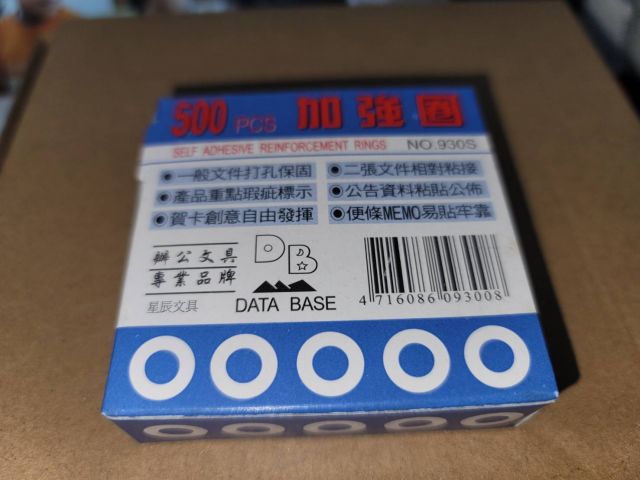 500 PCS 加強圈
SELF ADHESIVE REINFORCEMENT RINGS NO.930S
一般文件打孔保固
二張文件相對粘接
產品重點瑕疵標示
公告資料粘貼公佈
賀卡創意自由發揮
便條MEMO易貼牢靠
辦公文具
專業品牌
星辰文具
DB
DATA BASE
4 716086 093008